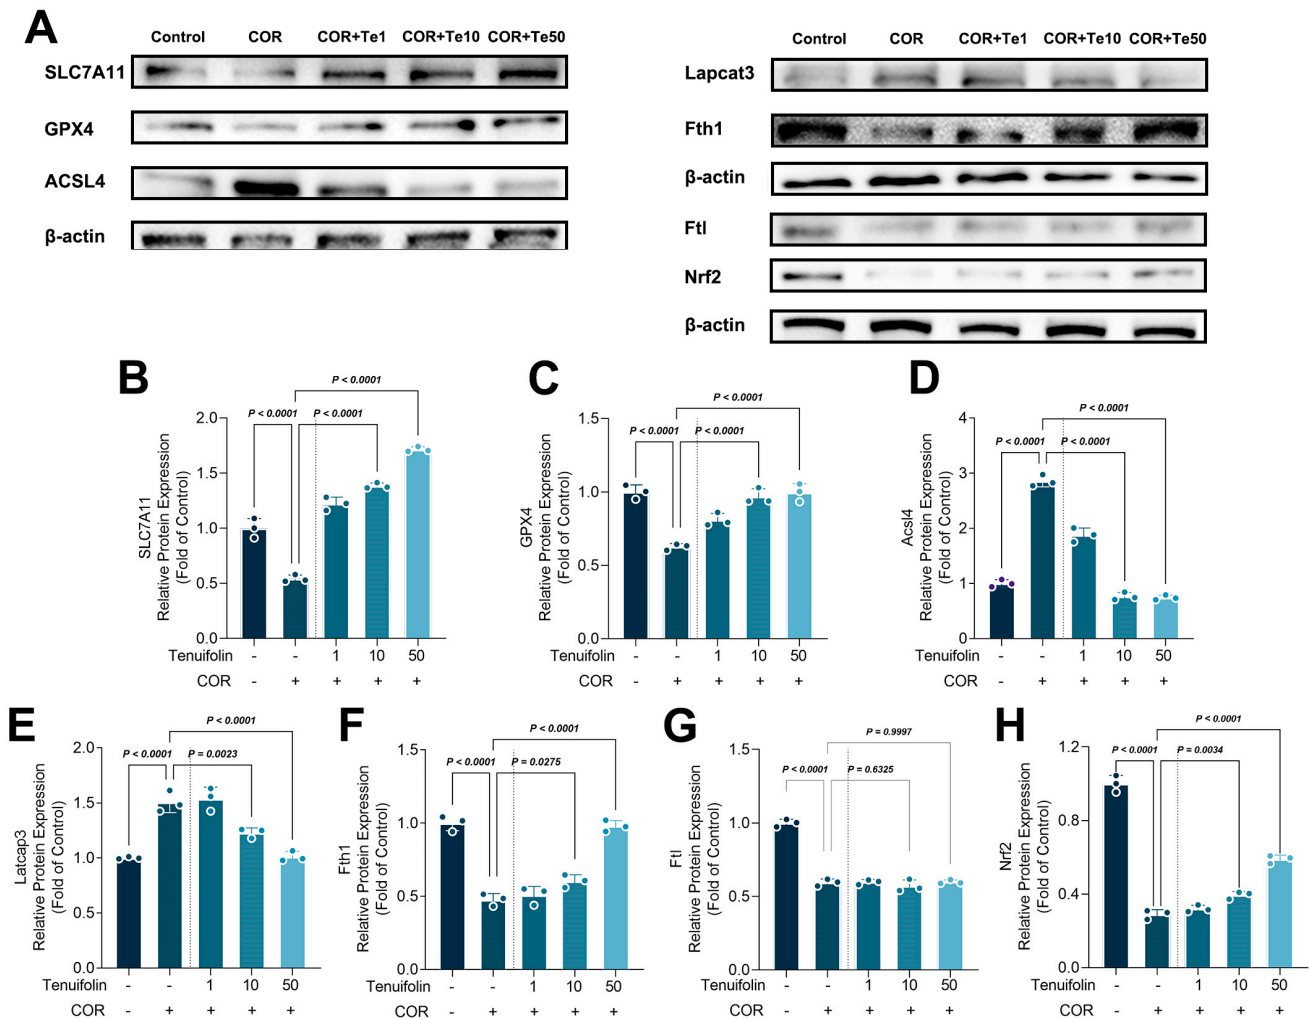 A
Control COR COR+Te1 COR+Te10 COR+Te50
SLC7A11
GPX4
ACSL4
β-actin
Control COR COR+Te1 COR+Te10 COR+Te50
Lapcat3
Fth1
β-actin
Ftl
Nrf2
β-actin
B
P < 0.0001
P < 0.0001 P < 0.0001
SLC7A11
Relative Protein Expression
(Fold of Control)
2.0
1.5
1.0
0.5
0.0
Tenuifolin - - 1 10 50
COR - + + + +
C
P < 0.0001
P < 0.0001 P < 0.0001
GPX4
Relative Protein Expression
(Fold of Control)
1.5
1.0
0.5
0.0
Tenuifolin - - 1 10 50
COR - + + + +
D
P < 0.0001
P < 0.0001 P < 0.0001
Acsl4
Relative Protein Expression
(Fold of Control)
4
3
2
1
0
Tenuifolin - - 1 10 50
COR - + + + +
E
P < 0.0001
P < 0.0001 P = 0.0023
Latcap3
Relative Protein Expression
(Fold of Control)
2.0
1.5
1.0
0.5
0.0
Tenuifolin - - 1 10 50
COR - + + + +
F
P < 0.0001
P < 0.0001 P = 0.0275
Fth1
Relative Protein Expression
(Fold of Control)
1.5
1.0
0.5
0.0
Tenuifolin - - 1 10 50
COR - + + + +
G
P = 0.9997
P < 0.0001 P = 0.6325
Ftl
Relative Protein Expression
(Fold of Control)
1.5
1.0
0.5
0.0
Tenuifolin - - 1 10 50
COR - + + + +
H
P < 0.0001
P < 0.0001 P = 0.0034
Nrf2
Relative Protein Expression
(Fold of Control)
1.2
0.8
0.4
0.0
Tenuifolin - - 1 10 50
COR - + + + +